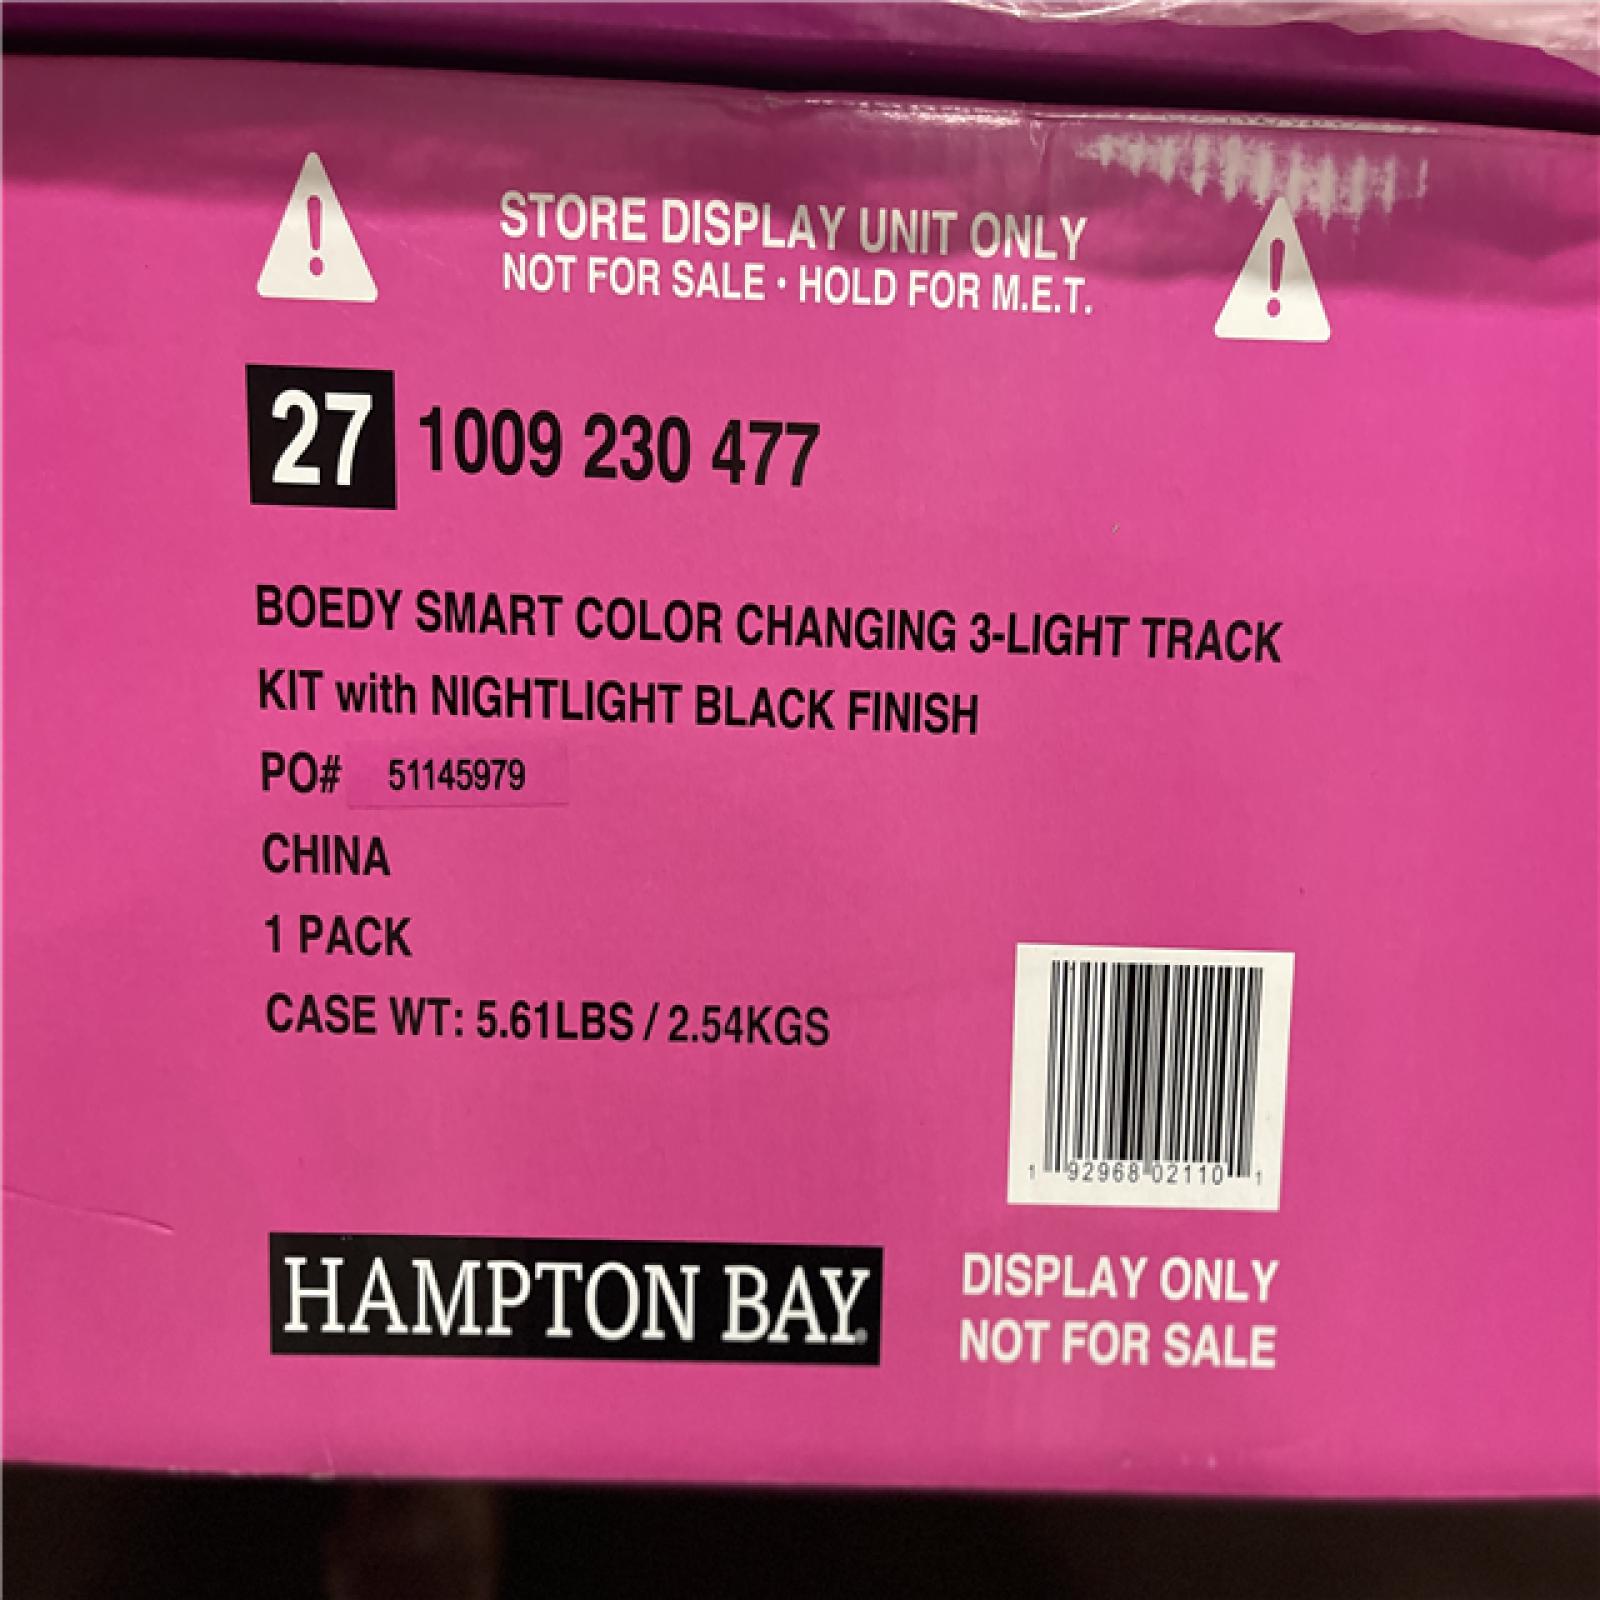 STORE DISPLAY UNIT ONLY
NOT FOR SALE • HOLD FOR M.E.T.
27 1009 230 477
BOEDY SMART COLOR CHANGING 3-LIGHT TRACK
KIT with NIGHTLIGHT BLACK FINISH
PO# 51145979
CHINA
1 PACK
CASE WT: 5.61LBS / 2.54KGS
1 92968 02110 1
HAMPTON BAY®
DISPLAY ONLY
NOT FOR SALE